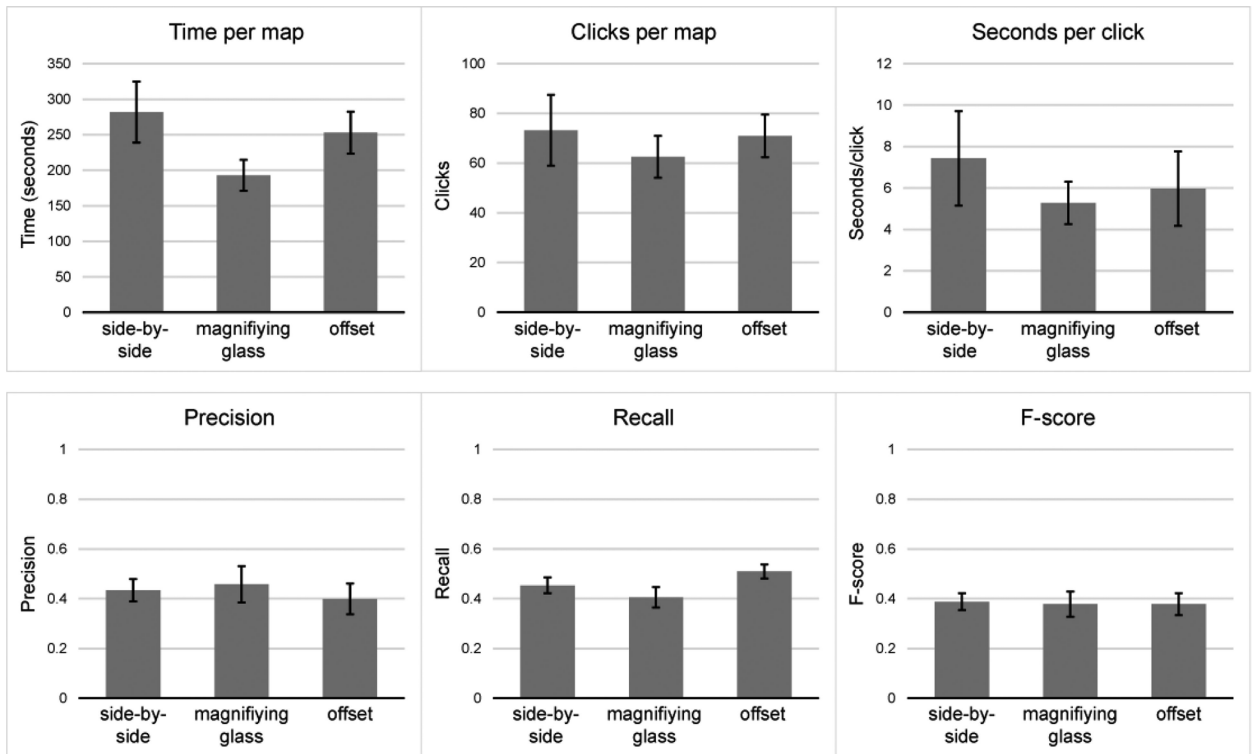 Time per map
Time (seconds)
350
300
250
200
150
100
50
0
side-by-
side
magnifiying
glass
offset
Clicks per map
Clicks
100
80
60
40
20
0
side-by-
side
magnifiying
glass
offset
Seconds per click
Seconds/click
12
10
8
6
4
2
0
side-by-
side
magnifiying
glass
offset
Precision
Precision
1
0.8
0.6
0.4
0.2
0
side-by-
side
magnifiying
glass
offset
Recall
Recall
1
0.8
0.6
0.4
0.2
0
side-by-
side
magnifiying
glass
offset
F-score
F-score
1
0.8
0.6
0.4
0.2
0
side-by-
side
magnifiying
glass
offset